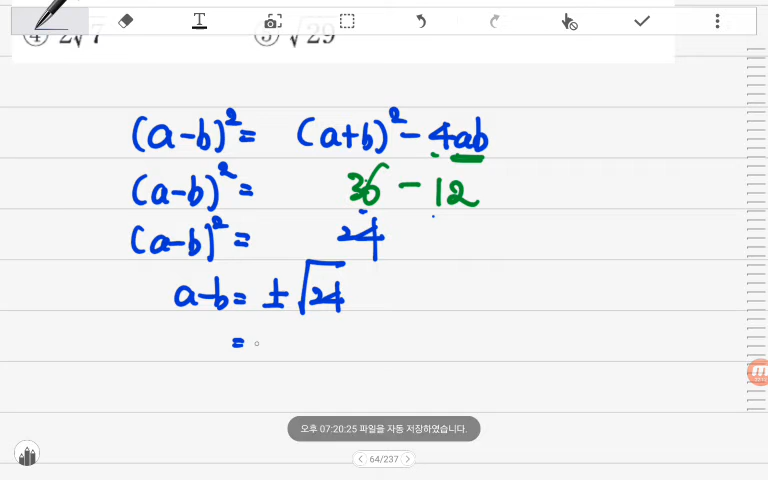 ④ 2√7 ⑤ √29
(a-b)² = (a+b)² - 4ab
(a-b)² = 36 - 12
(a-b)² = 24
a-b = ±√24
=
오후 07:20:25 파일을 자동 저장하였습니다.
64/237